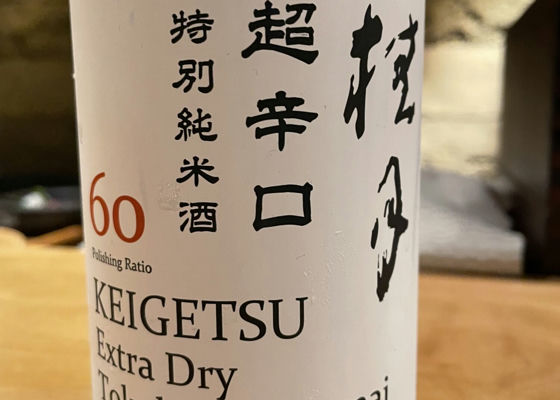 桂月
超辛口
特別純米酒
60
Polishing Ratio
KEIGETSU
Extra Dry